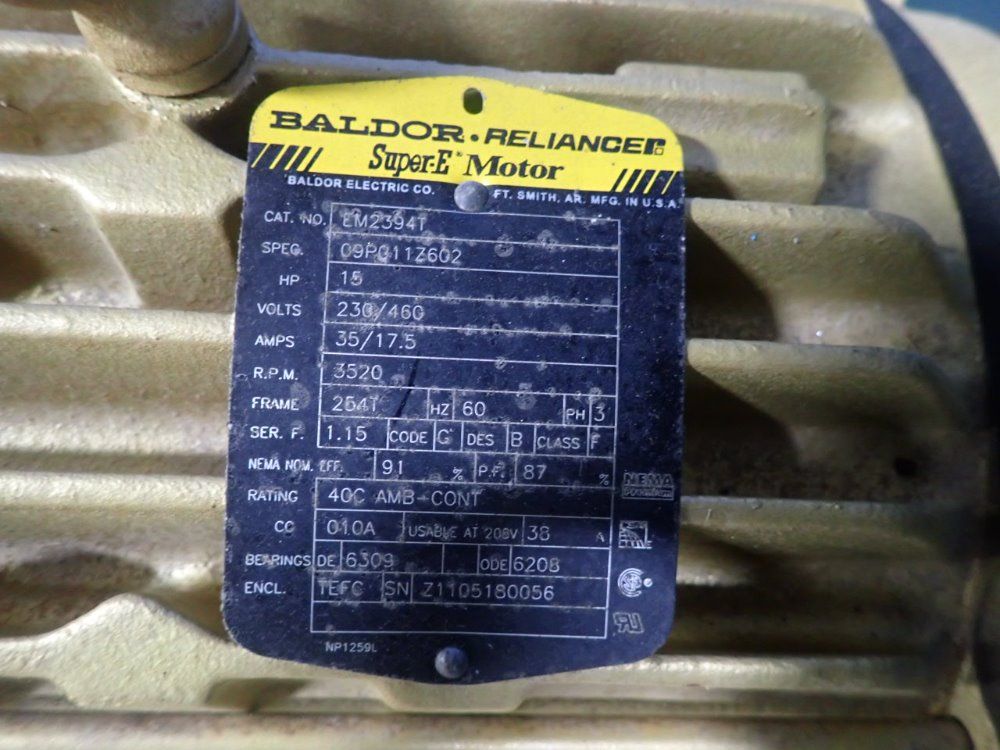 BALDOR • RELIANCER
Super-E Motor
BALDOR ELECTRIC CO. FT. SMITH, AR. MFG. IN U.S.A.
CAT. NO. EM2394T
SPEC. 09P011Z602
HP 15
VOLTS 230/460
AMPS 35/17.5
R.P.M. 3520
FRAME 254T HZ 60 PH 3
SER. F. 1.15 CODE G DES B CLASS F
NEMA NOM. EFF. 91 % P.F. 87 %
NEMA
RATING 40C AMB-CONT
CC 010A USABLE AT 208V 38 A
BEARINGS DE 6309 ODE 6208
ENCL. TEFC SN Z1105180056
NP1259L